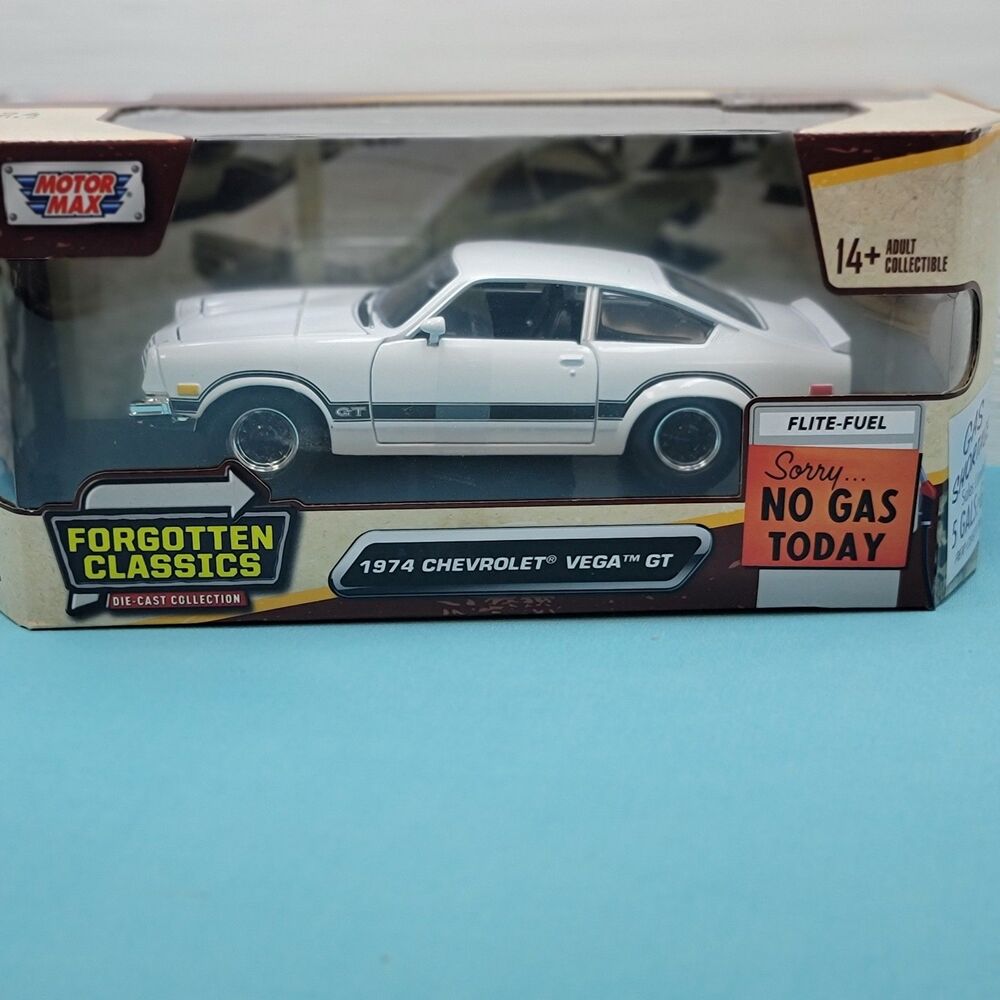 MOTOR
MAX
14+ ADULT
COLLECTIBLE
GT
FLITE-FUEL
Sorry...
NO GAS
TODAY
GAS
FORGOTTEN
CLASSICS
DIE-CAST COLLECTION
1974 CHEVROLET® VEGA™ GT